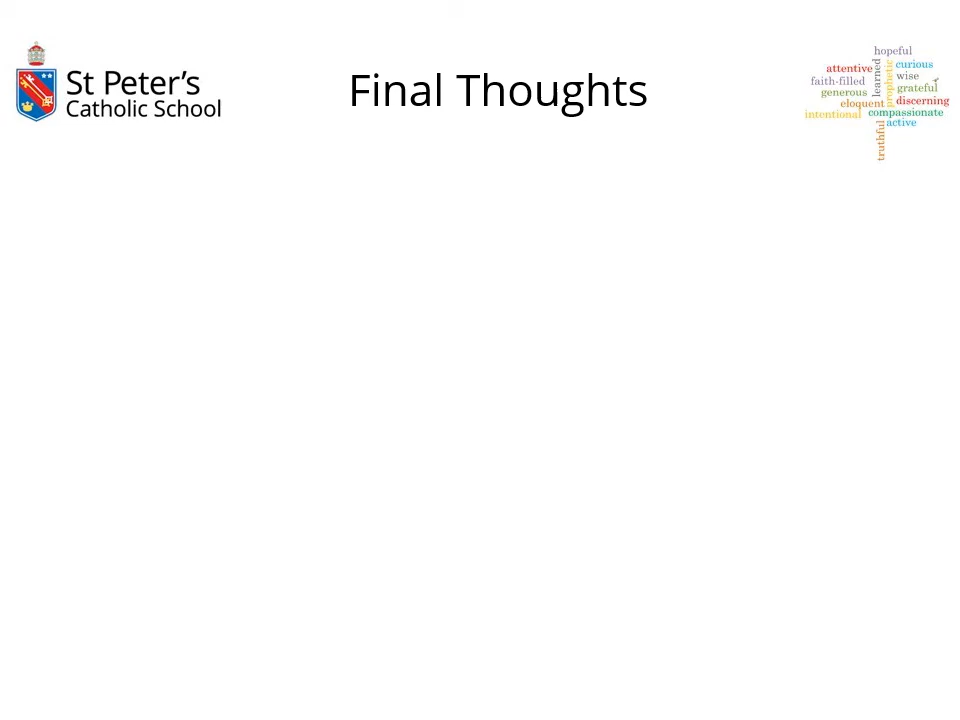 St Peter's
Catholic School
Final Thoughts
hopeful
attentive
curious
learned
prophetic
wise
faith-filled
grateful
generous
eloquent
discerning
intentional
compassionate
active
truthful